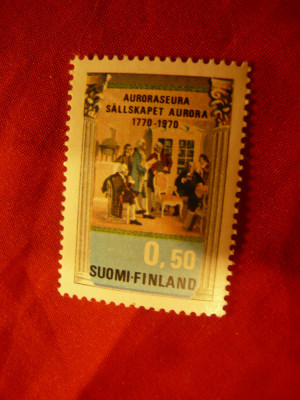 AURORASEURA
SÄLLSKAPET AURORA
1770-1970
0,50
SUOMI-FINLAND